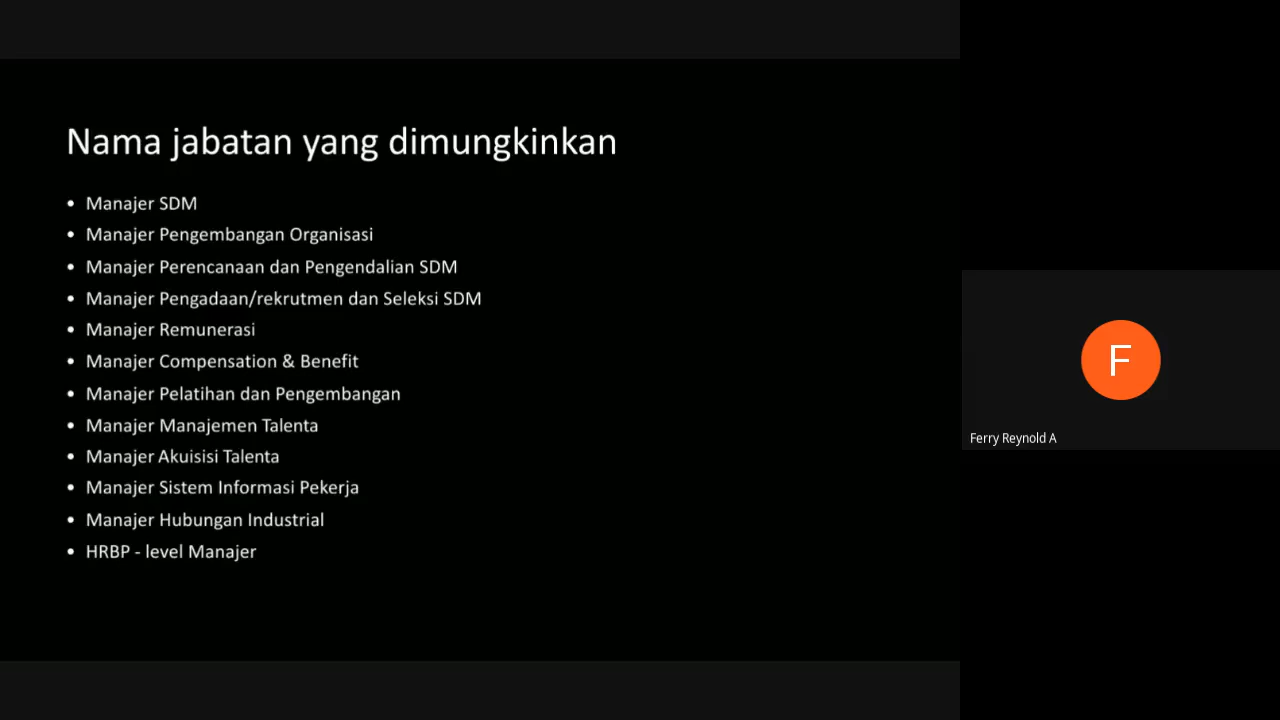 Nama jabatan yang dimungkinkan
• Manajer SDM
• Manajer Pengembangan Organisasi
• Manajer Perencanaan dan Pengendalian SDM
• Manajer Pengadaan/rekrutmen dan Seleksi SDM
• Manajer Remunerasi
• Manajer Compensation & Benefit
• Manajer Pelatihan dan Pengembangan
• Manajer Manajemen Talenta
• Manajer Akuisisi Talenta
• Manajer Sistem Informasi Pekerja
• Manajer Hubungan Industrial
• HRBP - level Manajer
F
Ferry Reynold A